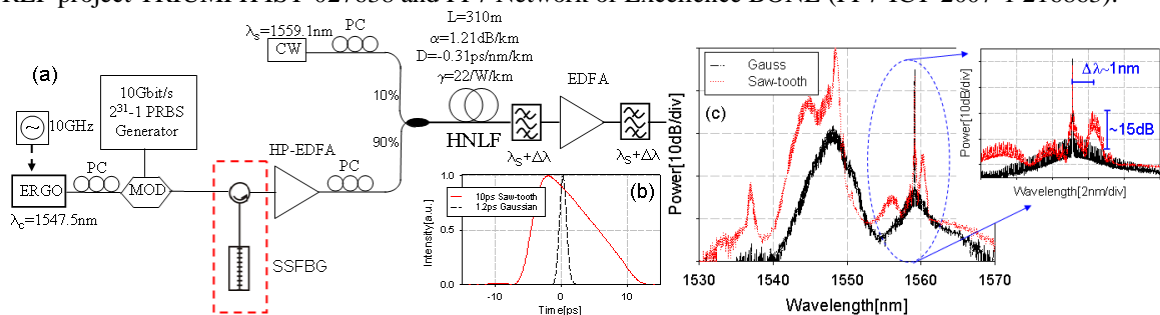 REF project TRIUMPH IST-027638 and FP7 Network of Excellence BONE (FP7-ICT-2007-1 216863).
(a)
λS=1559.1nm
CW
PC
10Gbit/s
2^31-1 PRBS
Generator
10GHz
ERGO
λC=1547.5nm
PC
MOD
SSFBG
HP-EDFA
PC
10%
90%
L=310m
α=1.21dB/km
D=-0.31ps/nm/km
γ=22/W/km
HNLF
λS+Δλ
EDFA
λS+Δλ
(b)
10ps Saw-tooth
1.2ps Gaussian
Intensity[a.u.]
1.0
0.5
0.0
-10
0
10
Time[ps]
(c)
Gauss
Saw-tooth
Power[10dB/div]
1530
1540
1550
1560
1570
Wavelength[nm]
Power[10dB/div]
Δλ~1nm
~15dB
Wavelength[2nm/div]